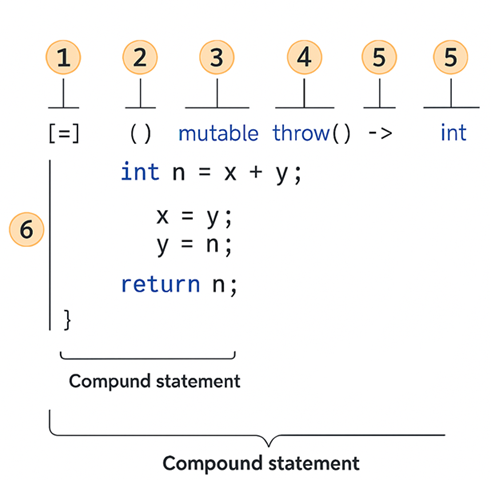 1 2 3 4 5 5
[=] () mutable throw() -> int
int n = x + y;
x = y;
6
y = n;
return n;
}
Compund statement
Compound statement